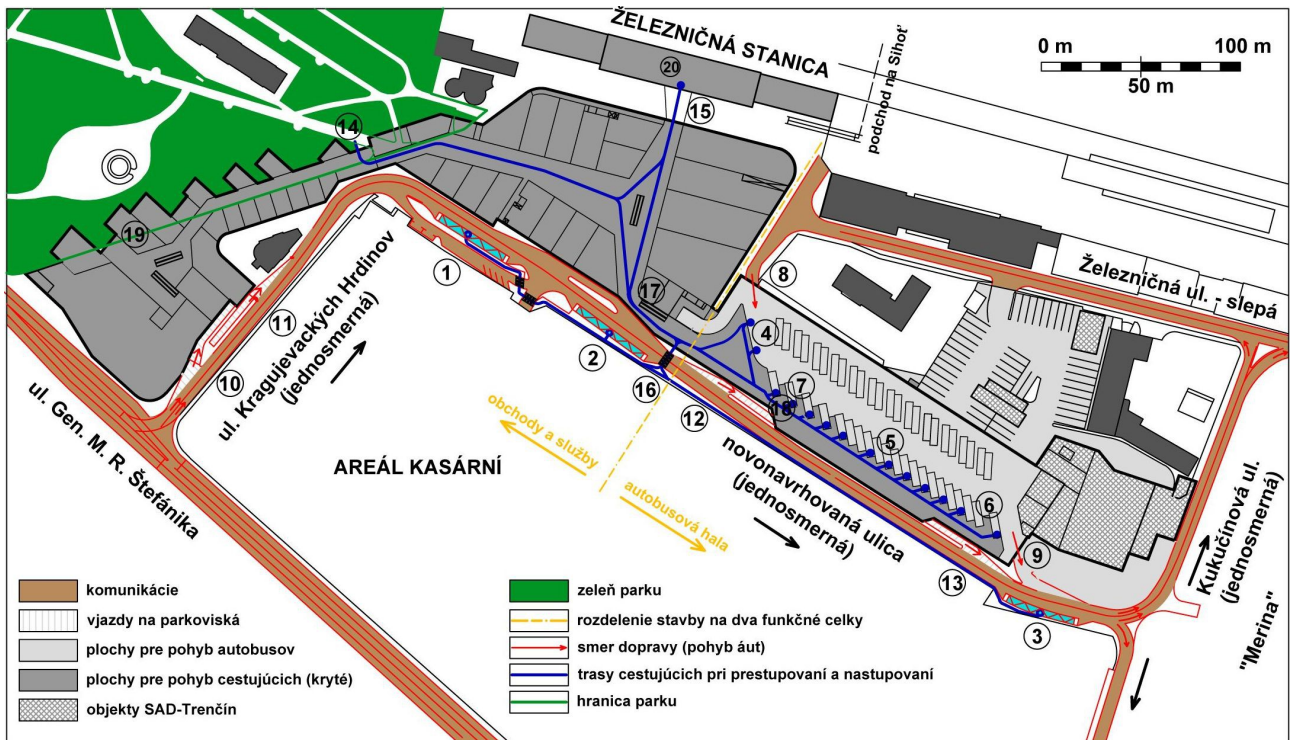 ŽELEZNIČNÁ STANICA
podchod na Sihoť
0 m
100 m
50 m
20
15
14
19
1
17
8
4
Železničná ul. - slepá
11
10
ul. Kragujevackých Hrdinov
(jednosmerná)
2
16
12
7
18
5
6
9
13
3
obchody a služby
autobusová hala
AREÁL KASÁRNÍ
novonavrhovaná ulica
(jednosmerná)
ul. Gen. M. R. Štefánika
Kukučínová ul.
(jednosmerná)
"Merina"
komunikácie
vjazdy na parkoviská
plochy pre pohyb autobusov
plochy pre pohyb cestujúcich (kryté)
objekty SAD-Trenčín
zeleň parku
rozdelenie stavby na dva funkčné celky
smer dopravy (pohyb áut)
trasy cestujúcich pri prestupovaní a nastupovaní
hranica parku